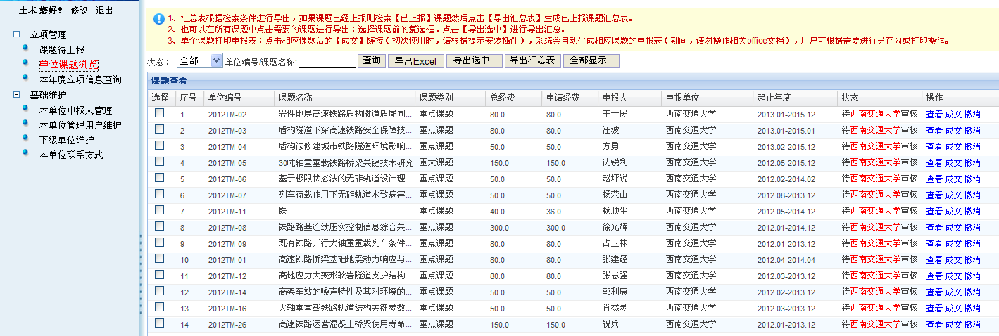 土木 您好! 修改 退出
立项管理
课题待上报
单位课题浏览
本年度立项信息查询
基础维护
本单位申报人管理
本单位管理用户维护
下级单位维护
本单位联系方式
1、汇总表根据检索条件进行导出，如果课题已经上报则检索【已上报】课题然后点击【导出汇总表】生成已上报课题汇总表。
2、也可以在所有课题中点击需要的课题进行导出：选择课题前的复选框，点击【导出选中】进行导出汇总。
3、单个课题打印申报表：点击相应课题后的【成文】链接（初次使用时，请根据提示安装插件），系统会自动生成相应课题的申报表（期间，请勿操作相关office文档），用户可根据需要进行另存为或打印操作。
状态： 全部 单位编号/课题名称: 查询 导出Excel 导出选中 导出汇总表 全部显示
课题查看
选择 序号 单位编号 课题名称 课题类别 总经费 申请经费 申报人 申报单位 起止年度 状态 操作
1 2012TM-02 岩性地层高速铁路盾构隧道盾尾同... 重点课题 80.0 80.0 王士民 西南交通大学 2013.01-2015.12 待西南交通大学审核 查看 成文 撤消
2 2012TM-03 盾构隧道下穿高速铁路安全保障技... 重点课题 80.0 80.0 汪波 西南交通大学 2013.01-2015.01 待西南交通大学审核 查看 成文 撤消
3 2012TM-04 盾构法修建城市铁路隧道环境影响... 重点课题 50.0 50.0 方勇 西南交通大学 2013.02-2015.12 待西南交通大学审核 查看 成文 撤消
4 2012TM-05 30吨轴重重载铁路桥梁关键技术研究 重大课题 150.0 150.0 沈锐利 西南交通大学 2012.05-2015.12 待西南交通大学审核 查看 成文 撤消
5 2012TM-06 基于极限状态法的无砟轨道设计理... 重点课题 50.0 50.0 赵坪锐 西南交通大学 2012.02-2014.02 待西南交通大学审核 查看 成文 撤消
6 2012TM-07 列车荷载作用下无砟轨道水致病害... 重点课题 50.0 50.0 杨荣山 西南交通大学 2012.08-2013.12 待西南交通大学审核 查看 成文 撤消
7 2012TM-11 铁 重点课题 40.0 36.0 杨顺生 西南交通大学 2012.05-2014.12 待西南交通大学审核 查看 成文 撤消
8 2012TM-08 铁铁路路基连续压实控制信息综合关... 重点课题 300.0 300.0 徐光辉 西南交通大学 2012.01-2014.12 待西南交通大学审核 查看 成文 撤消
9 2012TM-09 既有铁路开行大轴重重载列车条件... 重点课题 80.0 80.0 占玉林 西南交通大学 2012.01-2013.12 待西南交通大学审核 查看 成文 撤消
10 2012TM-01 高速铁路桥梁基础地震动力响应与... 重点课题 80.0 80.0 张建经 西南交通大学 2012.04-2014.04 待西南交通大学审核 查看 成文 撤消
11 2012TM-12 高地应力大变形软岩隧道支护结构... 重点课题 80.0 80.0 张志强 西南交通大学 2012.03-2013.12 待西南交通大学审核 查看 成文 撤消
12 2012TM-14 高架车站的噪声特性及其对环境的... 重点课题 50.0 50.0 郭利康 西南交通大学 2012.02-2013.12 待西南交通大学审核 查看 成文 撤消
13 2012TM-16 大轴重重载铁路轨道结构关键参数... 重点课题 50.0 50.0 肖杰灵 西南交通大学 2012.03-2013.12 待西南交通大学审核 查看 成文 撤消
14 2012TM-26 高速铁路运营混凝土桥梁使用寿命... 重点课题 150.0 150.0 祝兵 西南交通大学 2012.01-2013.12 待西南交通大学审核 查看 成文 撤消